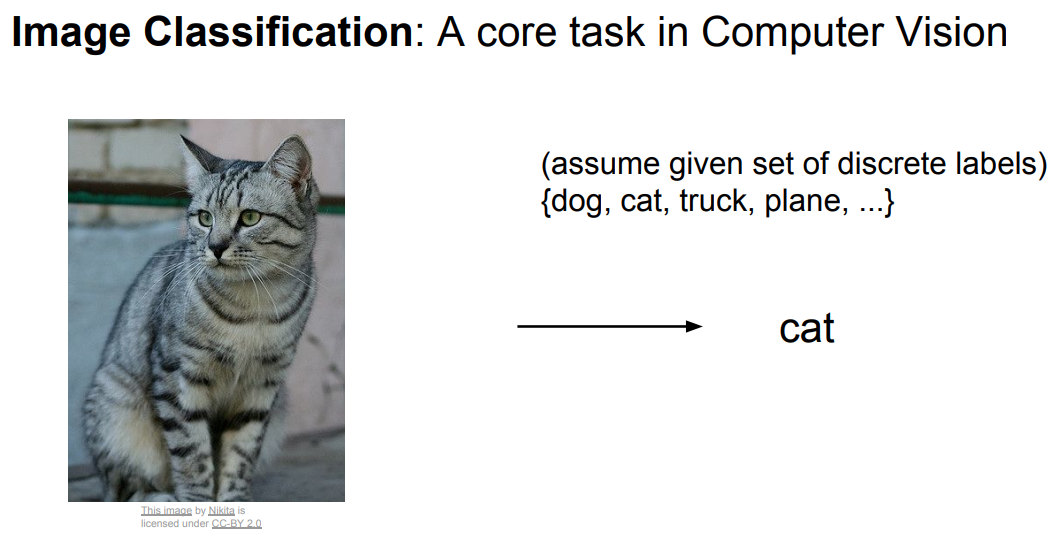 Image Classification: A core task in Computer Vision
(assume given set of discrete labels)
{dog, cat, truck, plane, ...}
cat
This image by Nikita is
licensed under CC-BY 2.0